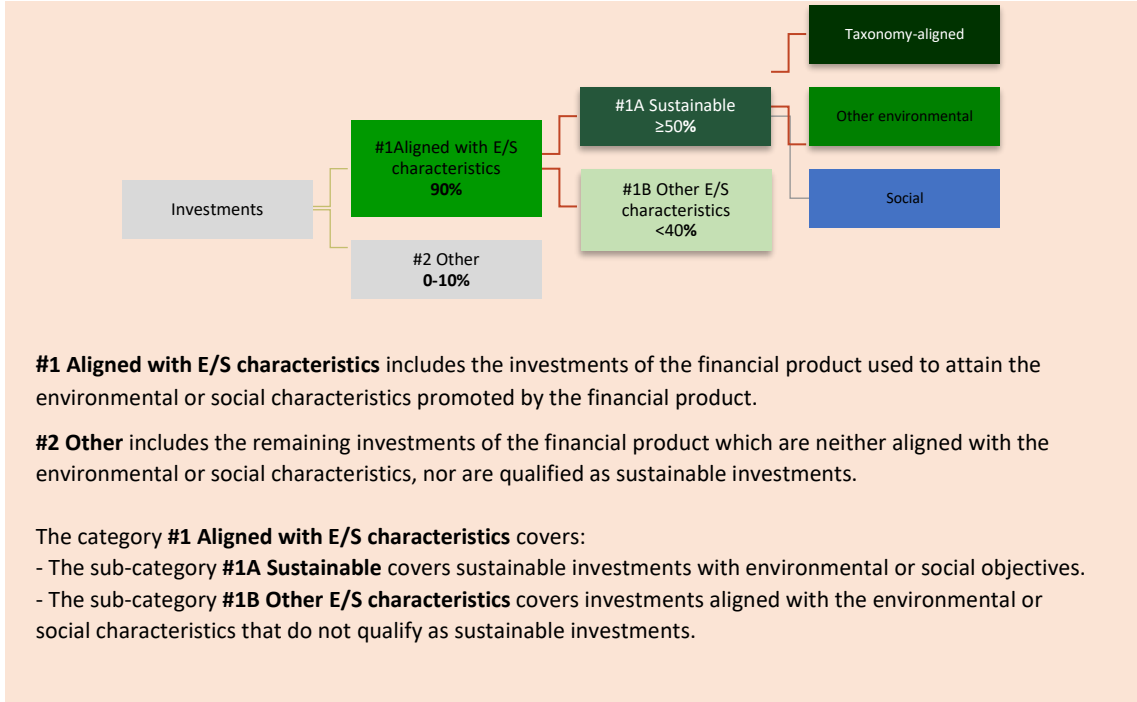 Taxonomy-aligned
#1A Sustainable
≥50%
Other environmental
#1Aligned with E/S
characteristics
90%
#1B Other E/S
characteristics
<40%
Social
Investments
#2 Other
0-10%
#1 Aligned with E/S characteristics includes the investments of the financial product used to attain the
environmental or social characteristics promoted by the financial product.
#2 Other includes the remaining investments of the financial product which are neither aligned with the
environmental or social characteristics, nor are qualified as sustainable investments.
The category #1 Aligned with E/S characteristics covers:
- The sub-category #1A Sustainable covers sustainable investments with environmental or social objectives.
- The sub-category #1B Other E/S characteristics covers investments aligned with the environmental or
social characteristics that do not qualify as sustainable investments.